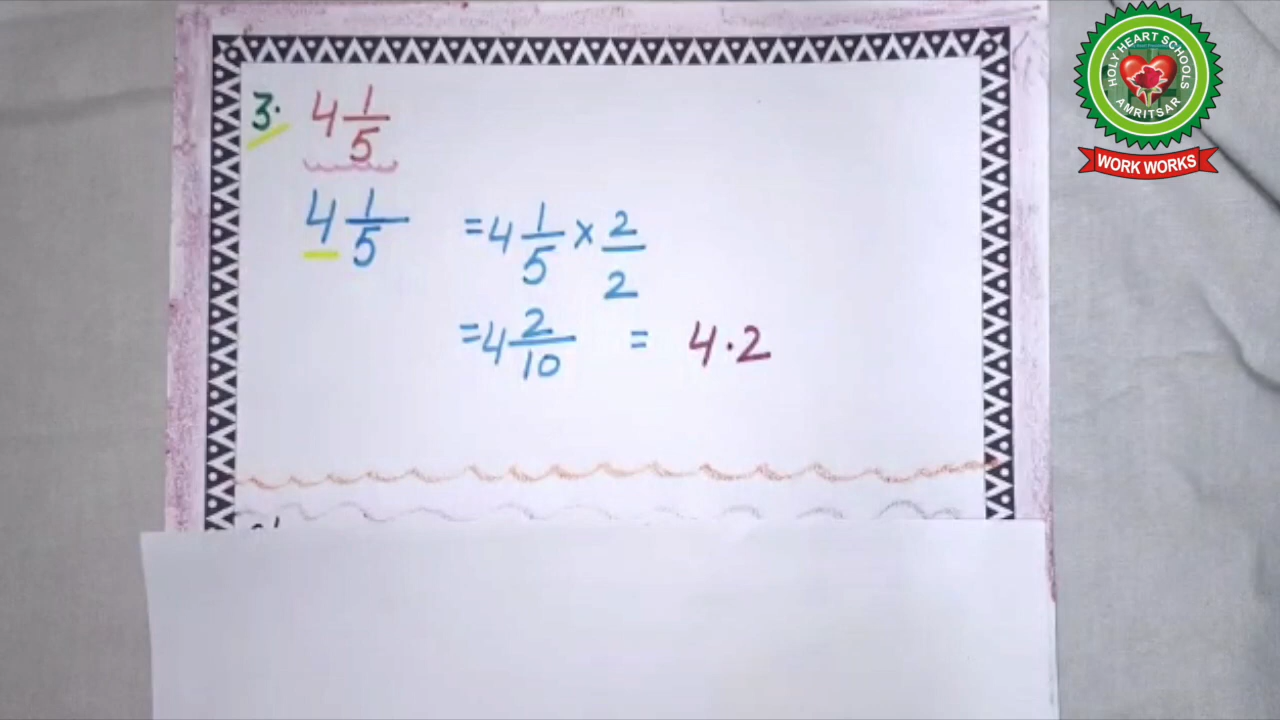 3. 4 1/5
4 1/5 = 4 1/5 × 2/2
= 4 2/10 = 4.2
HOLY HEART SCHOOLS
AMRITSAR
WORK WORKS